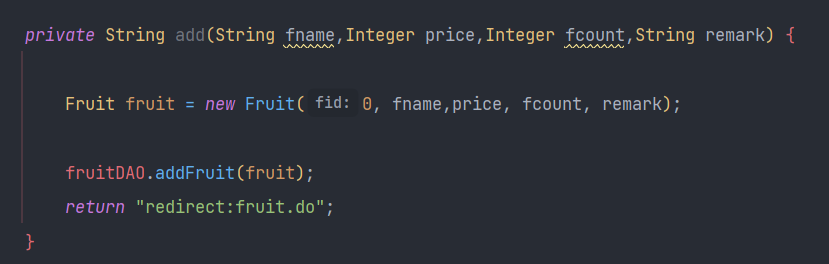 private String add(String fname,Integer price,Integer fcount,String remark) {
Fruit fruit = new Fruit( fid: 0, fname,price, fcount, remark);
fruitDAO.addFruit(fruit);
return "redirect:fruit.do";
}